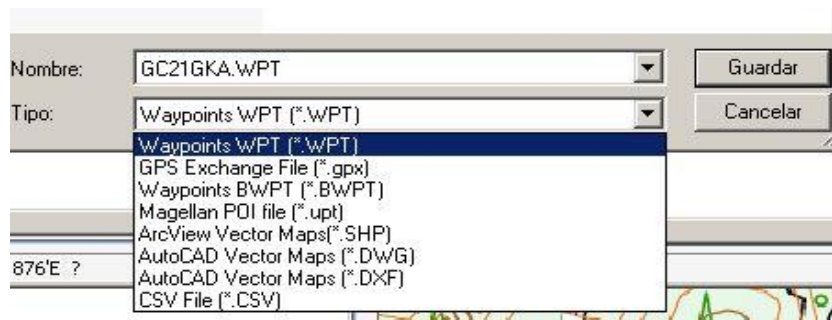 Nombre: GC21GKA.WPT Guardar
Tipo: Waypoints WPT (*.WPT) Cancelar
Waypoints WPT (*.WPT)
GPS Exchange File (*.gpx)
Waypoints BWPT (*.BWPT)
Magellan POI file (*.upt)
ArcView Vector Maps(*.SHP)
AutoCAD Vector Maps (*.DWG)
876'E ?
AutoCAD Vector Maps (*.DXF)
CSV File (*.CSV)